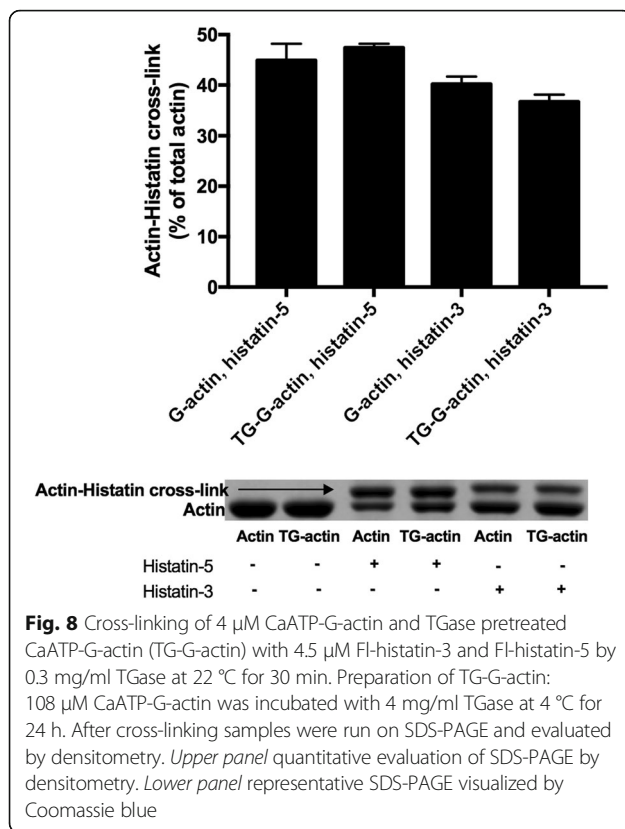 Actin-Histatin cross-link
(% of total actin)
50
40
30
20
10
0
G-actin, histatin-5
TG-G-actin, histatin-5
G-actin, histatin-3
TG-G-actin, histatin-3
Actin-Histatin cross-link
Actin
Actin TG-actin Actin TG-actin Actin TG-actin
Histatin-5 - - + + - -
Histatin-3 - - - - + +
Fig. 8 Cross-linking of 4 μM CaATP-G-actin and TGase pretreated
CaATP-G-actin (TG-G-actin) with 4.5 μM Fl-histatin-3 and Fl-histatin-5 by
0.3 mg/ml TGase at 22 °C for 30 min. Preparation of TG-G-actin:
108 μM CaATP-G-actin was incubated with 4 mg/ml TGase at 4 °C for
24 h. After cross-linking samples were run on SDS-PAGE and evaluated
by densitometry. Upper panel quantitative evaluation of SDS-PAGE by
densitometry. Lower panel representative SDS-PAGE visualized by
Coomassie blue